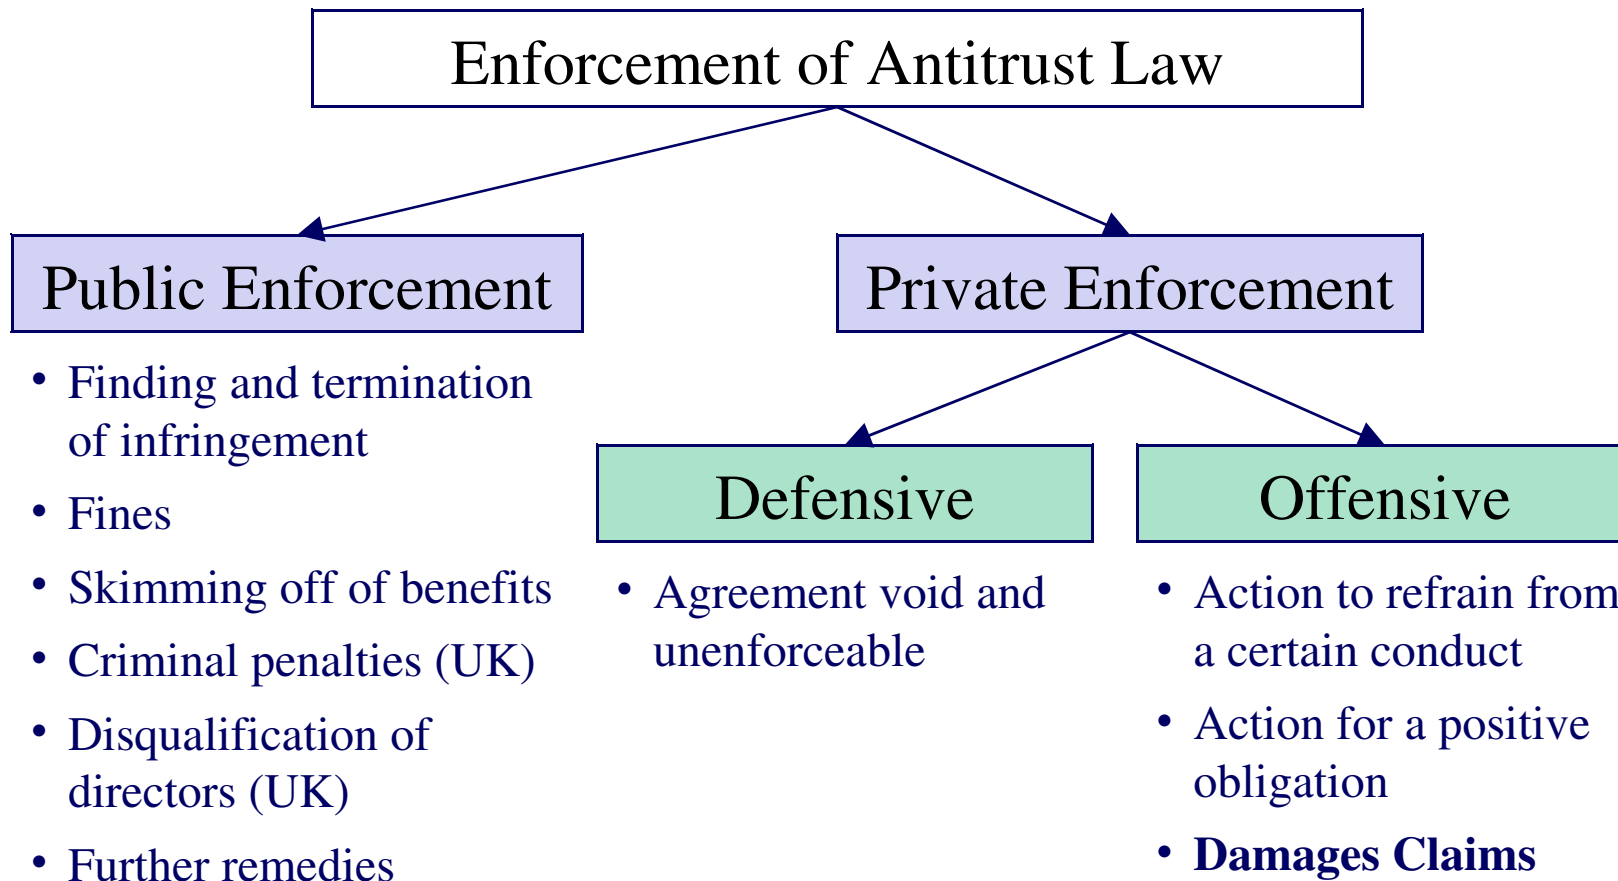 Enforcement of Antitrust Law
Public Enforcement
• Finding and termination
of infringement
• Fines
• Skimming off of benefits
• Criminal penalties (UK)
• Disqualification of
directors (UK)
• Further remedies
Private Enforcement
Defensive
• Agreement void and
unenforceable
Offensive
• Action to refrain from
a certain conduct
• Action for a positive
obligation
• Damages Claims